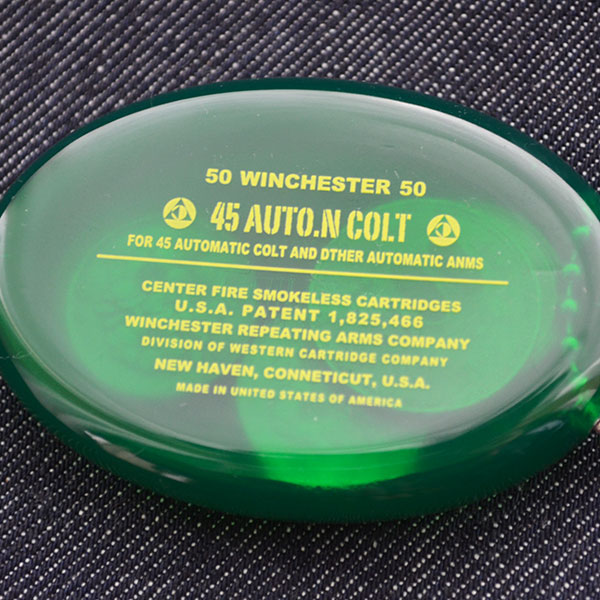 50 WINCHESTER 50
45 AUTO.N COLT
FOR 45 AUTOMATIC COLT AND DTHER AUTOMATIC ANMS
CENTER FIRE SMOKELESS CARTRIDGES
U.S.A. PATENT 1,825,466
WINCHESTER REPEATING ARMS COMPANY
DIVISION OF WESTERN CARTRIDGE COMPANY
NEW HAVEN, CONNETICUT, U.S.A.
MADE IN UNITED STATES OF AMERICA